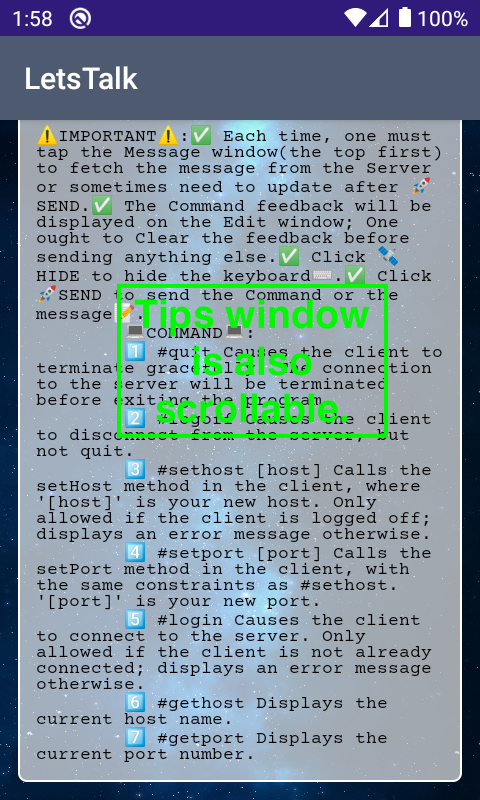 1:58 100%
LetsTalk
⚠️IMPORTANT⚠️:✅ Each time, one must
tap the Message window(the top first)
to fetch the message from the Server
or sometimes need to update after 🚀
SEND.✅ The Command feedback will be
displayed on the Edit window; One
ought to Clear the feedback before
sending anything else.✅ Click 🛰️
HIDE to hide the keyboard⌨️.✅ Click
🚀SEND to send the Command or the
message📝.
Tips window
is also
scrollable.
💻COMMAND💻:
1️⃣ #quit Causes the client to
terminate gracefully. The connection
to the server will be terminated
before exiting the program.
2️⃣ #logoff Causes the client
to disconnect from the server, but
not quit.
3️⃣ #sethost [host] Calls the
setHost method in the client, where
'[host]' is your new host. Only
allowed if the client is logged off;
displays an error message otherwise.
4️⃣ #setport [port] Calls the
setPort method in the client, with
the same constraints as #sethost.
'[port]' is your new port.
5️⃣ #login Causes the client
to connect to the server. Only
allowed if the client is not already
connected; displays an error message
otherwise.
6️⃣ #gethost Displays the
current host name.
7️⃣ #getport Displays the
current port number.